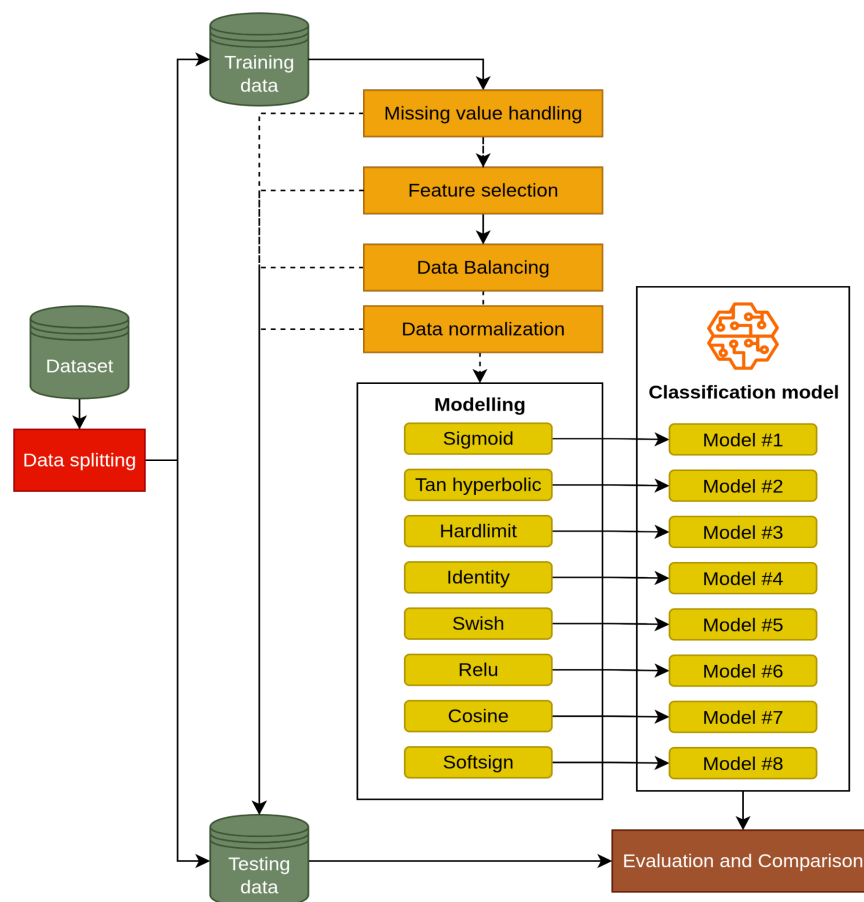 Training
data
Missing value handling
Feature selection
Data Balancing
Data normalization
Dataset
Data splitting
Modelling
Sigmoid
Tan hyperbolic
Hardlimit
Identity
Swish
Relu
Cosine
Softsign
Classification model
Model #1
Model #2
Model #3
Model #4
Model #5
Model #6
Model #7
Model #8
Testing
data
Evaluation and Comparison